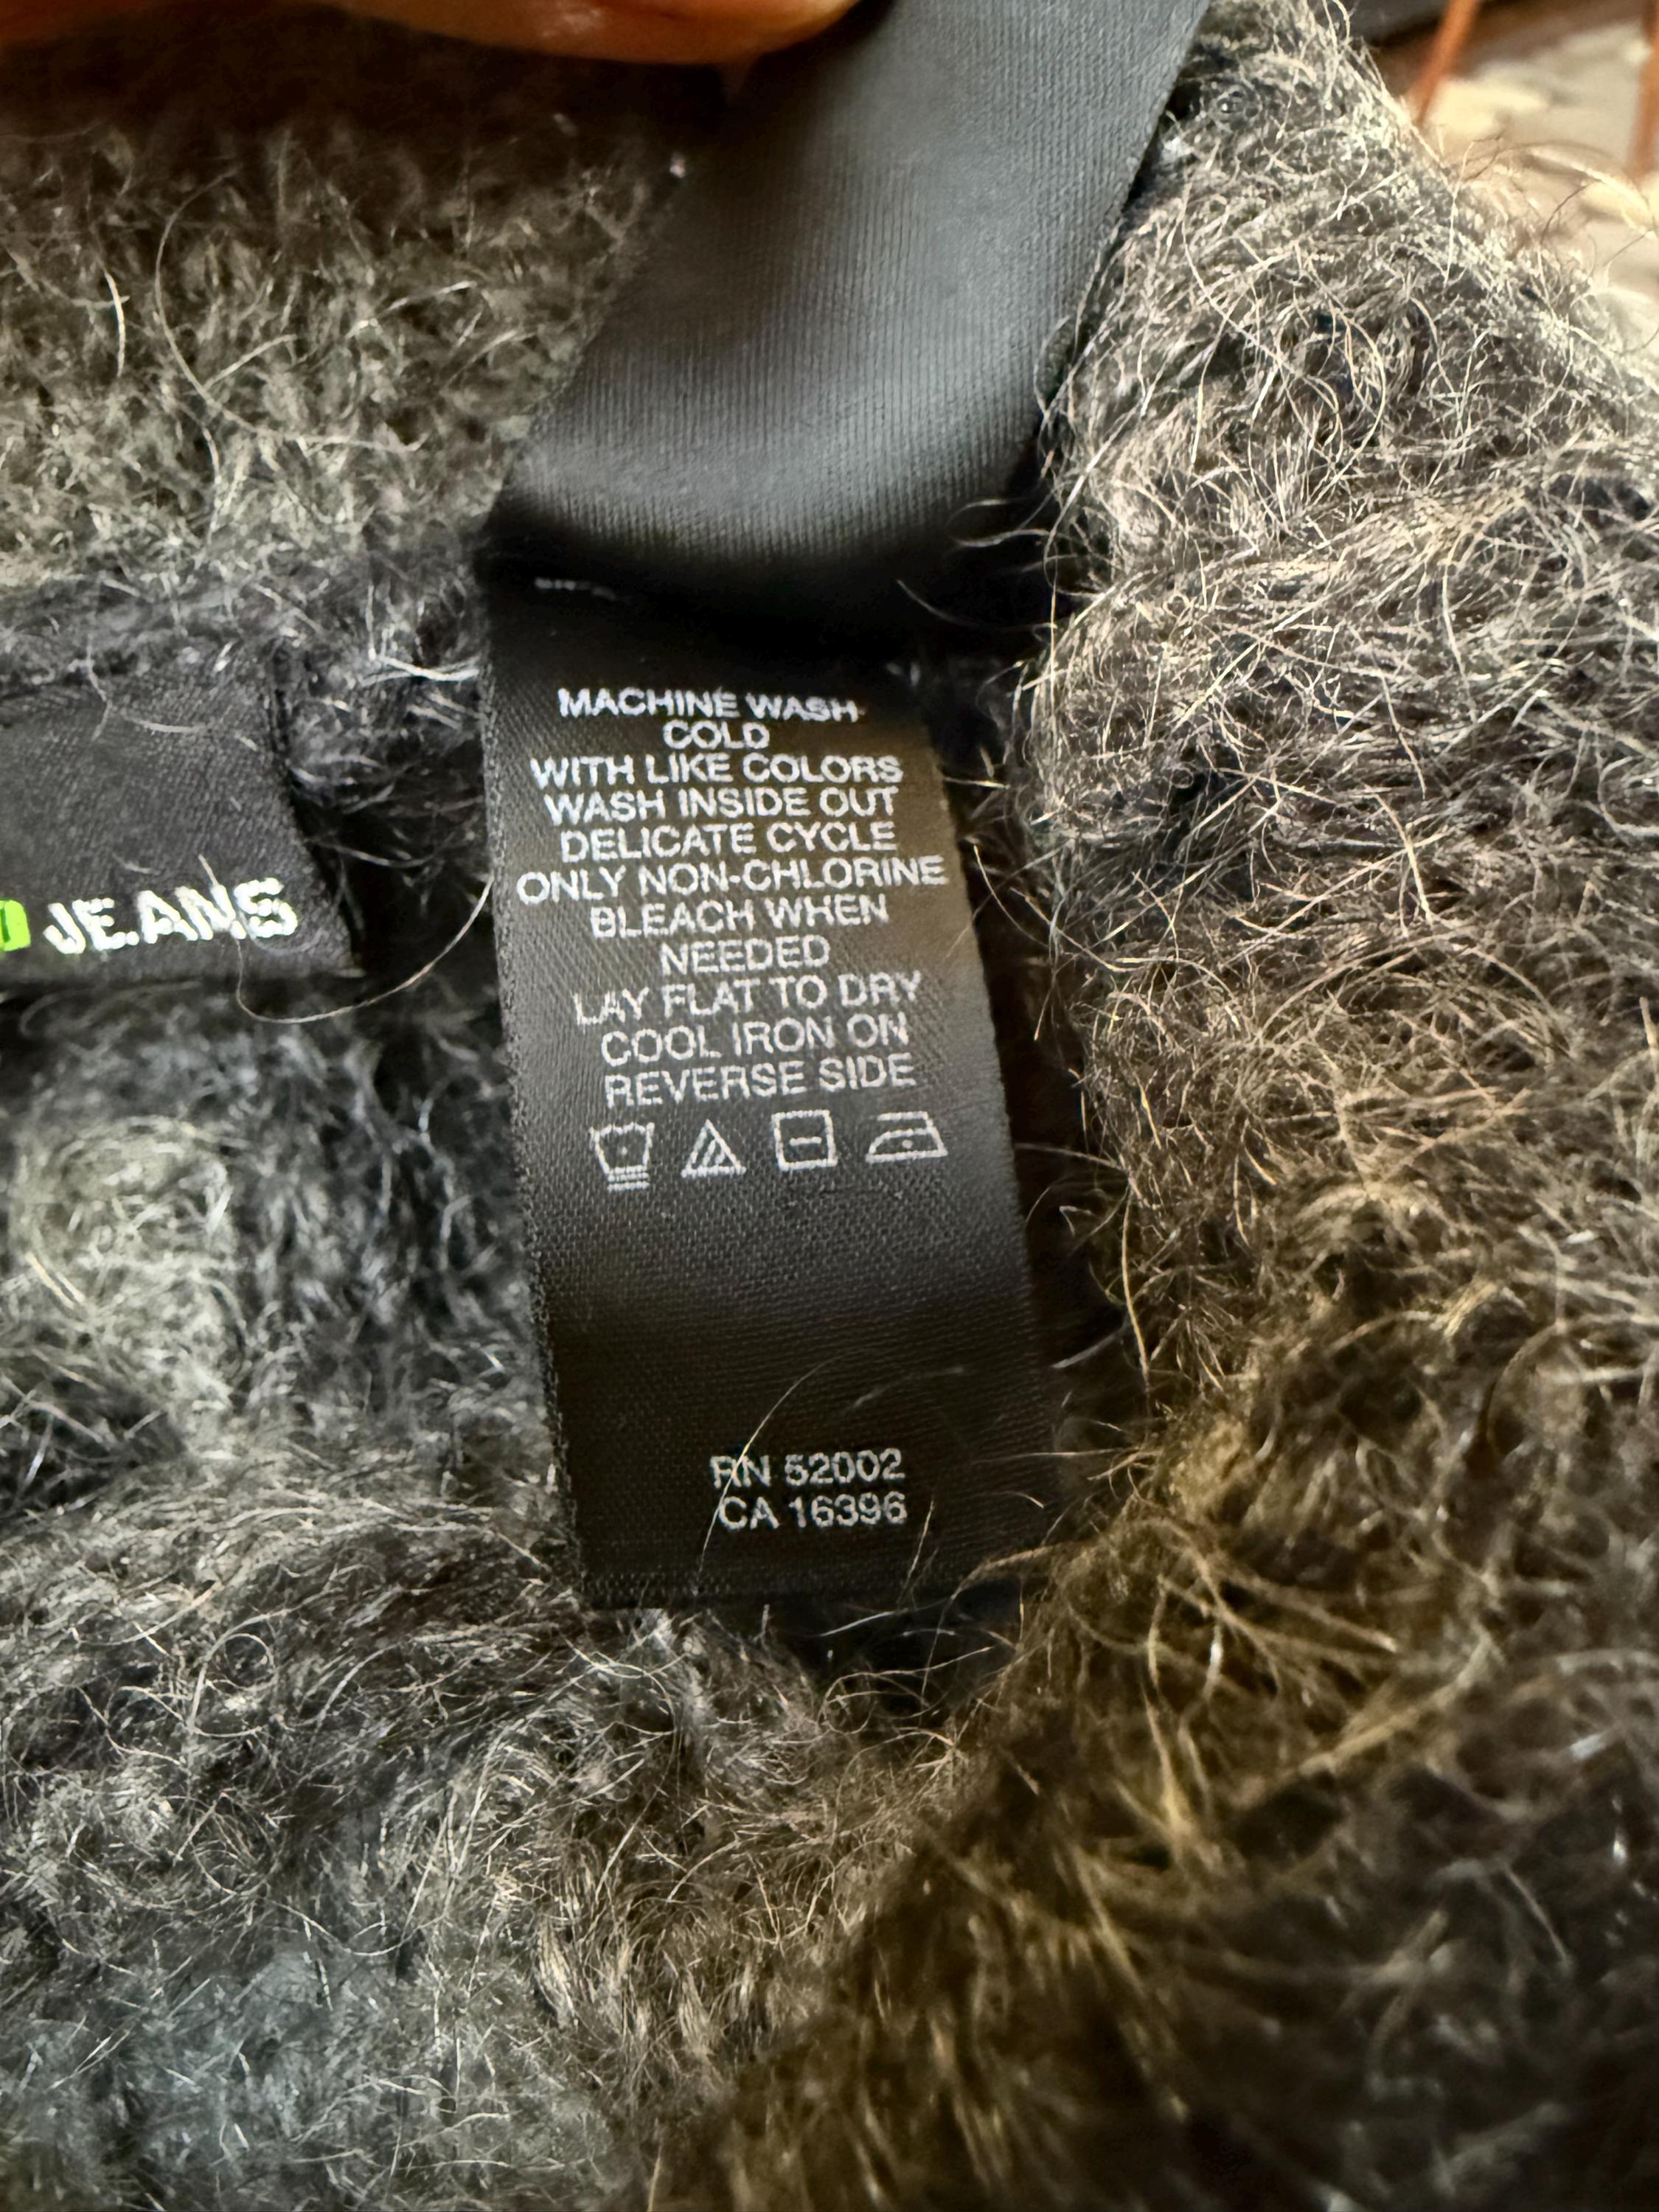 MACHINE WASH
COLD
WITH LIKE COLORS
WASH INSIDE OUT
DELICATE CYCLE
ONLY NON-CHLORINE
BLEACH WHEN
NEEDED
LAY FLAT TO DRY
COOL IRON ON
REVERSE SIDE
RN 52002
CA 16396
JEANS